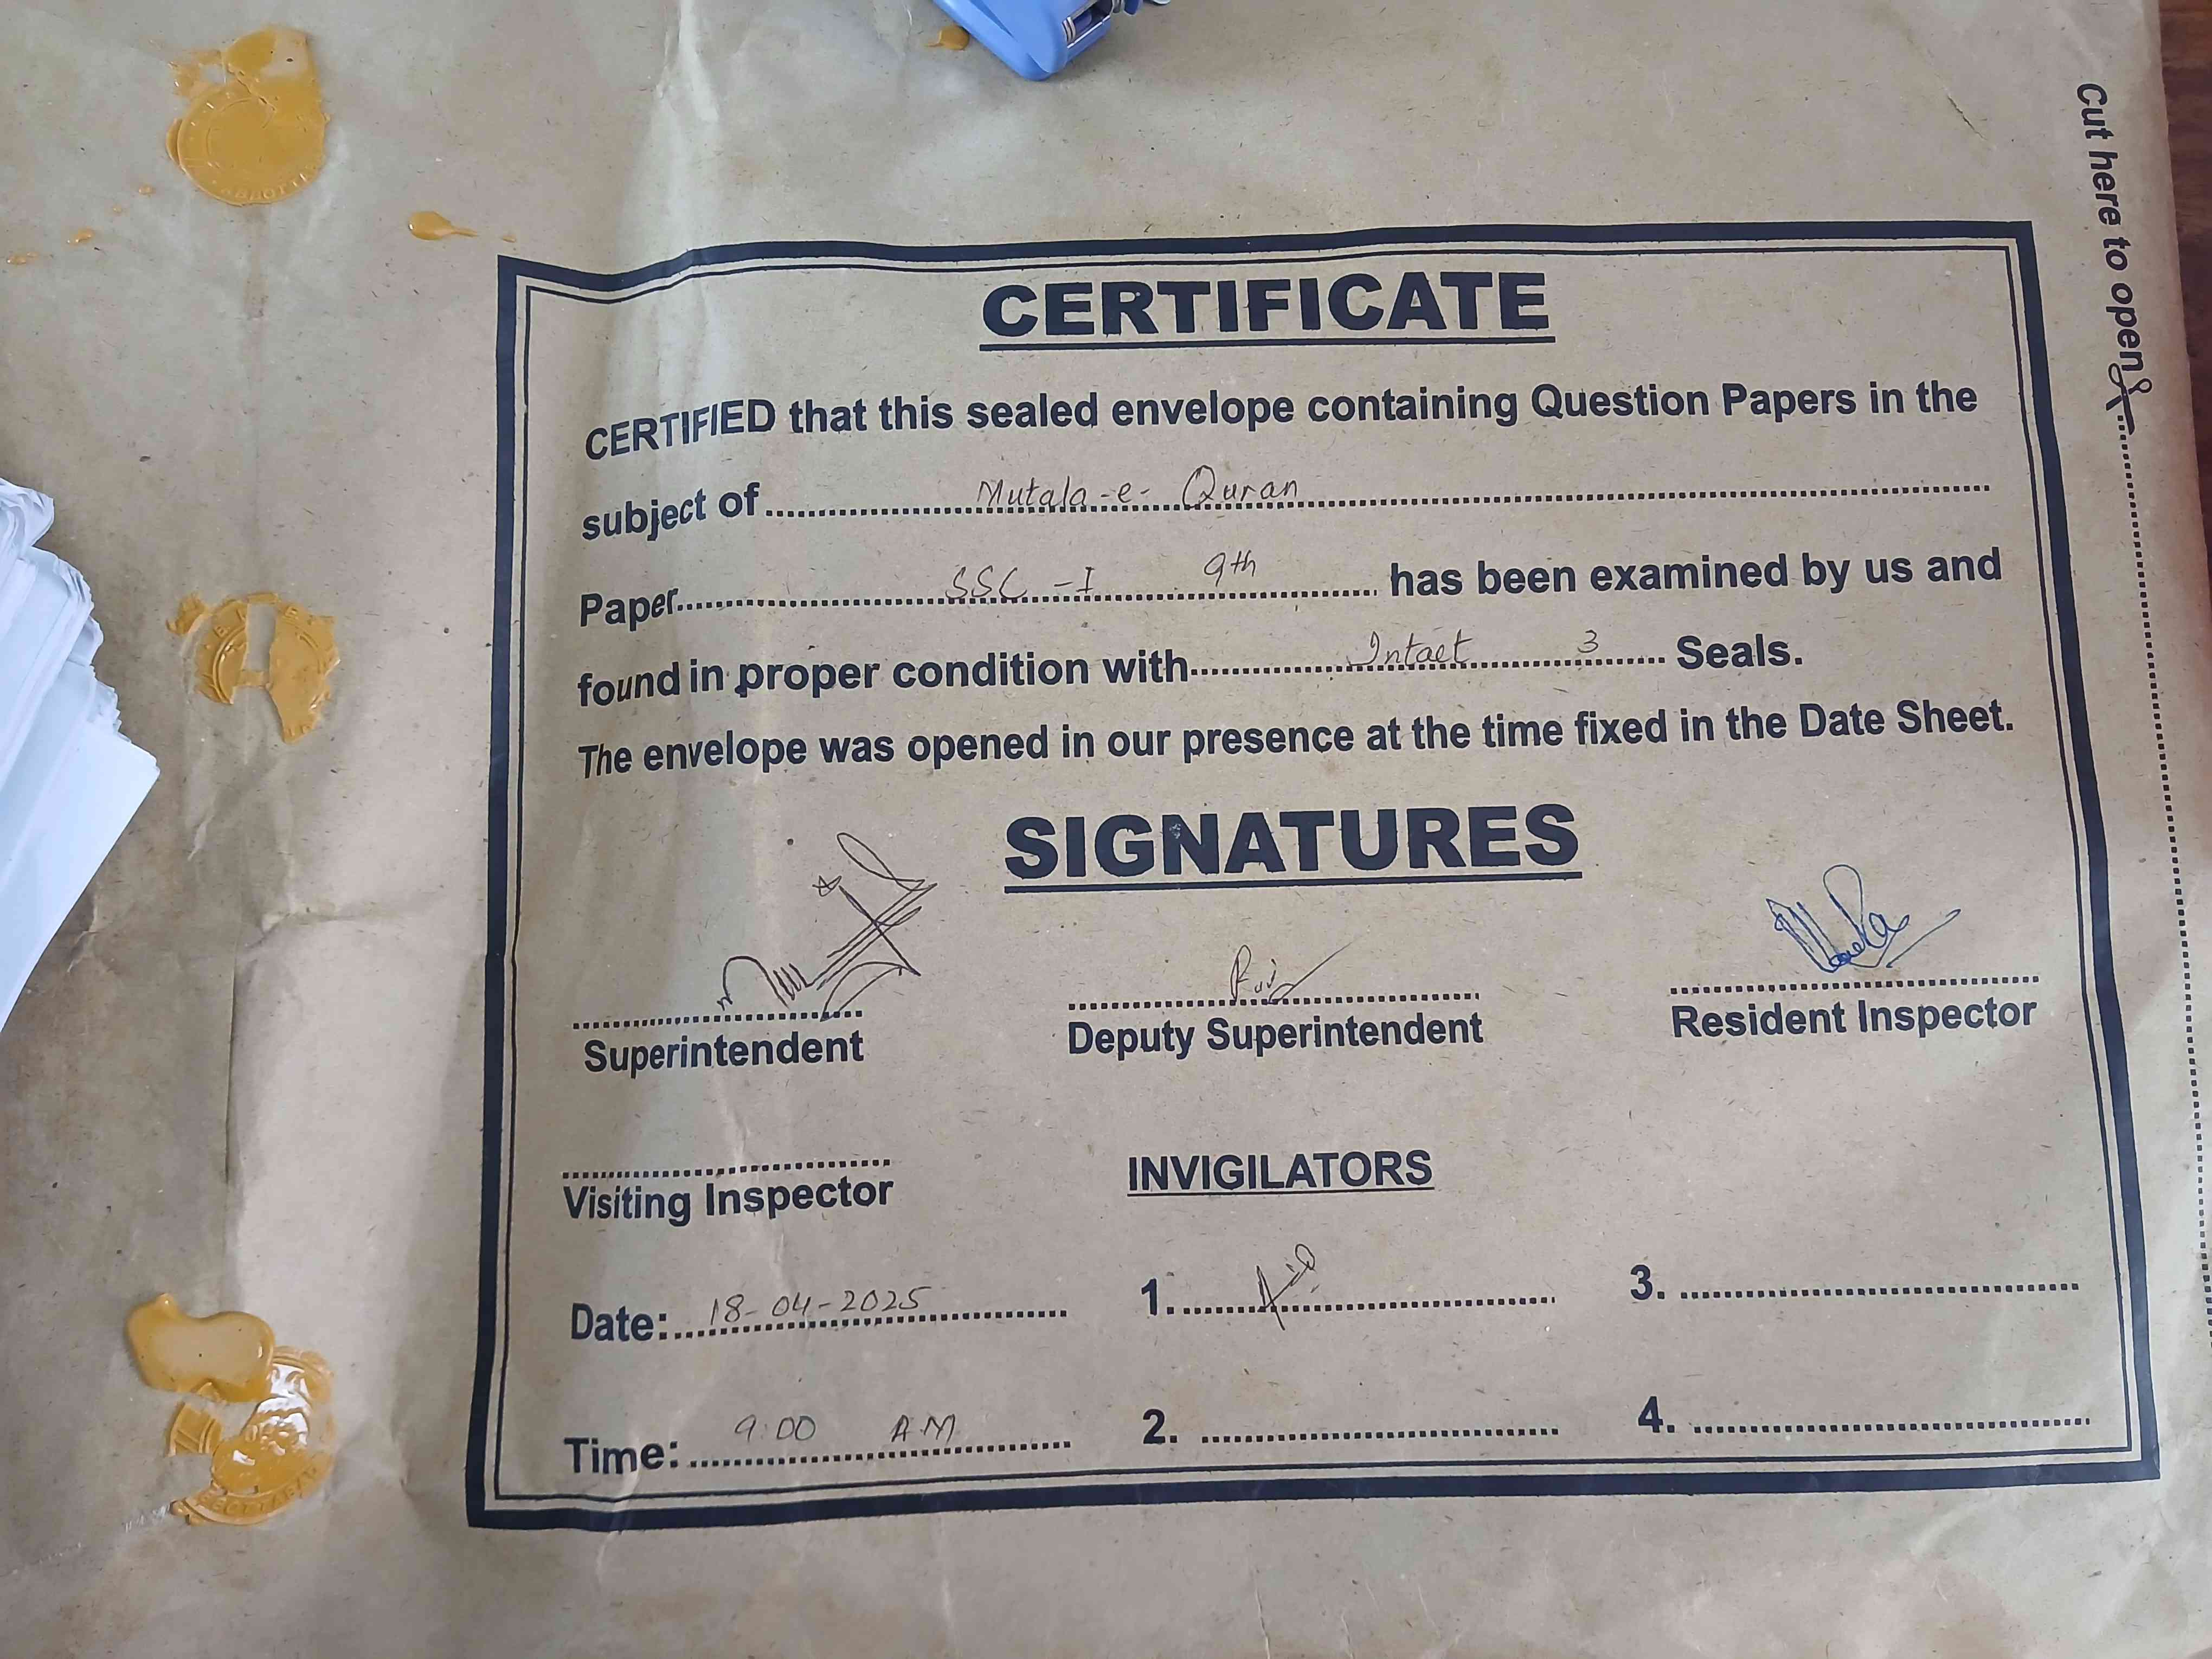 Cut here to open
CERTIFICATE
CERTIFIED that this sealed envelope containing Question Papers in the
subject of Mutala-e-Quran
Paper SSC-I 9th has been examined by us and
found in proper condition with Intact 3 Seals.
The envelope was opened in our presence at the time fixed in the Date Sheet.
SIGNATURES
Superintendent Deputy Superintendent Resident Inspector
Visiting Inspector INVIGILATORS
Date: 18-04-2025 1. 3.
Time: 9:00 A.M 2. 4.